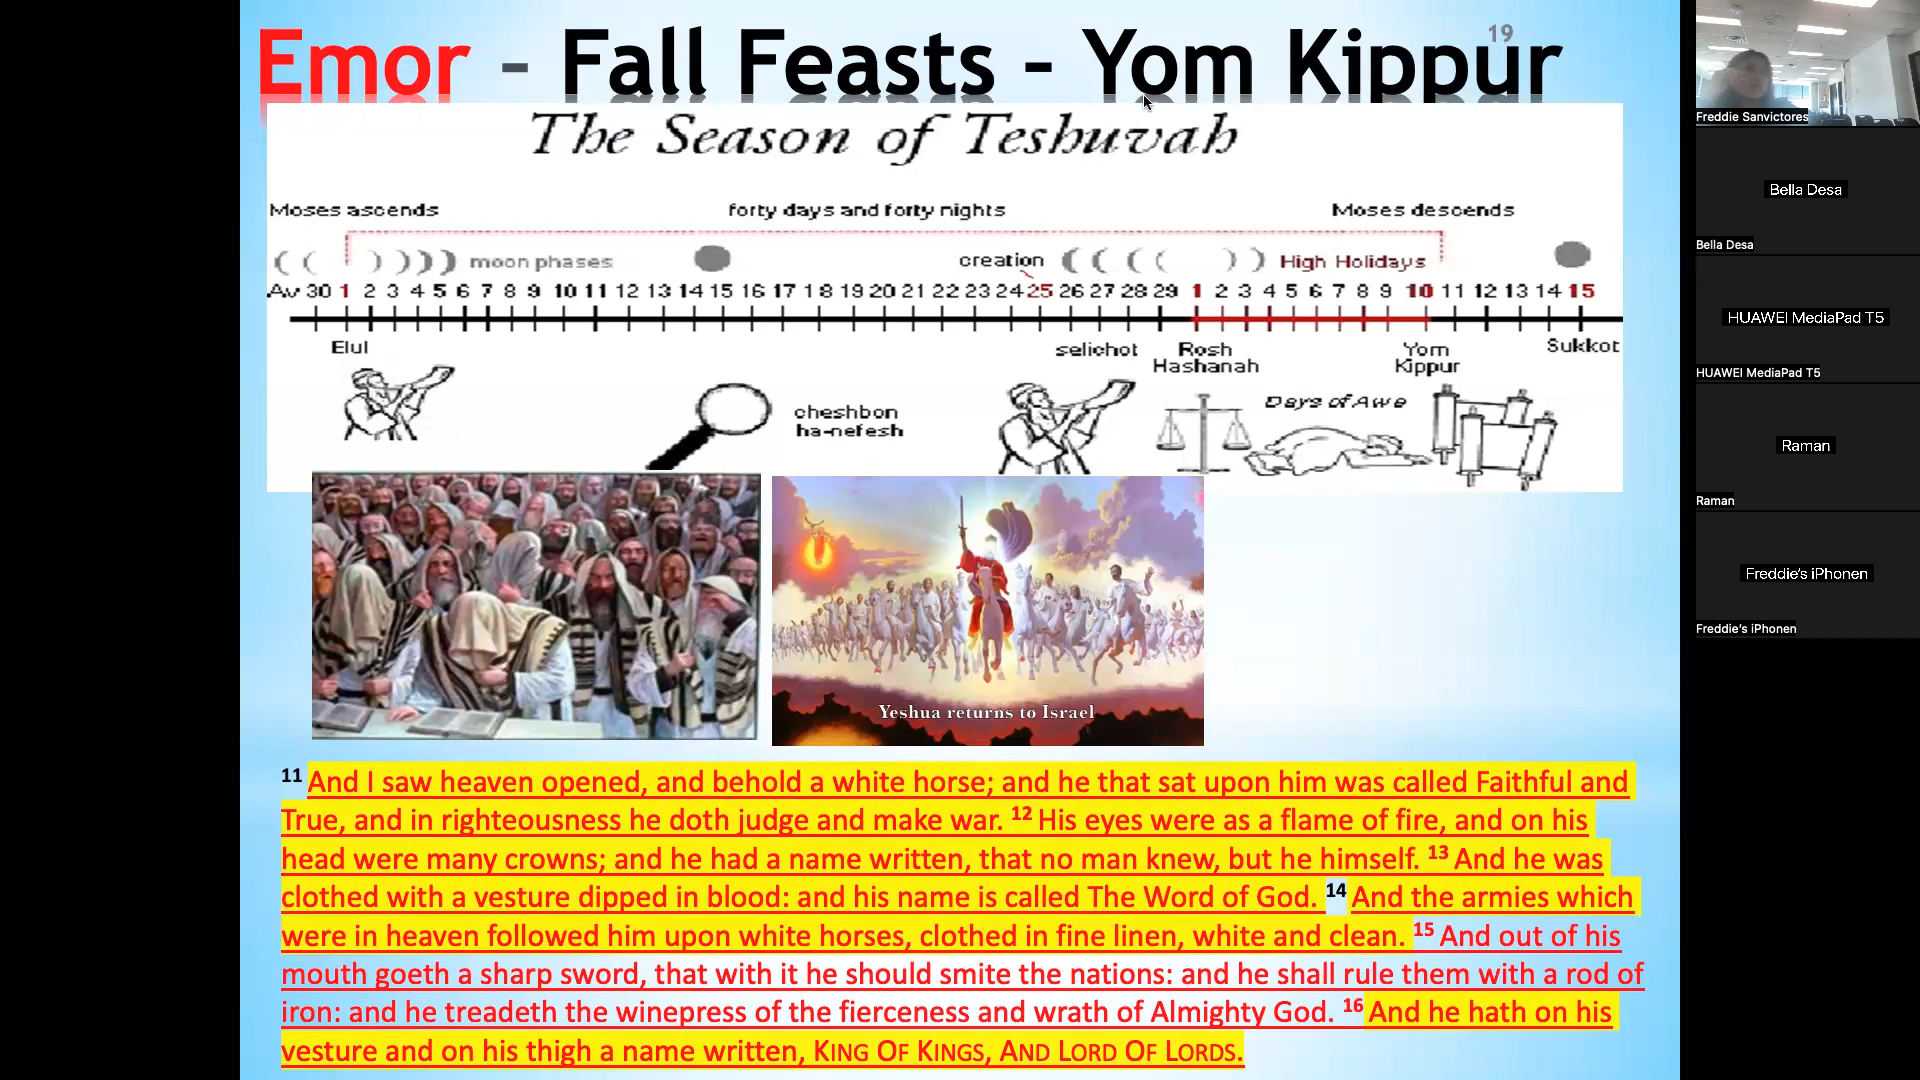 19
Emor - Fall Feasts - Yom Kippur
The Season of Teshuvah
Moses ascends forty days and forty nights Moses descends
moon phases creation High Holidays
Av 30 1 2 3 4 5 6 7 8 9 10 11 12 13 14 15 16 17 18 19 20 21 22 23 24 25 26 27 28 29 1 2 3 4 5 6 7 8 9 10 11 12 13 14 15
Elul selichot Rosh Hashanah Yom Kippur Sukkot
Days of Awe
cheshbon
ha-nefesh
Yeshua returns to Israel
11 And I saw heaven opened, and behold a white horse; and he that sat upon him was called Faithful and
True, and in righteousness he doth judge and make war. 12 His eyes were as a flame of fire, and on his
head were many crowns; and he had a name written, that no man knew, but he himself. 13 And he was
clothed with a vesture dipped in blood: and his name is called The Word of God. 14 And the armies which
were in heaven followed him upon white horses, clothed in fine linen, white and clean. 15 And out of his
mouth goeth a sharp sword, that with it he should smite the nations: and he shall rule them with a rod of
iron: and he treadeth the winepress of the fierceness and wrath of Almighty God. 16 And he hath on his
vesture and on his thigh a name written, KING OF KINGS, AND LORD OF LORDS.
Freddie Sanvictores
Bella Desa
Bella Desa
HUAWEI MediaPad T5
HUAWEI MediaPad T5
Raman
Raman
Freddie's iPhonen
Freddie's iPhonen